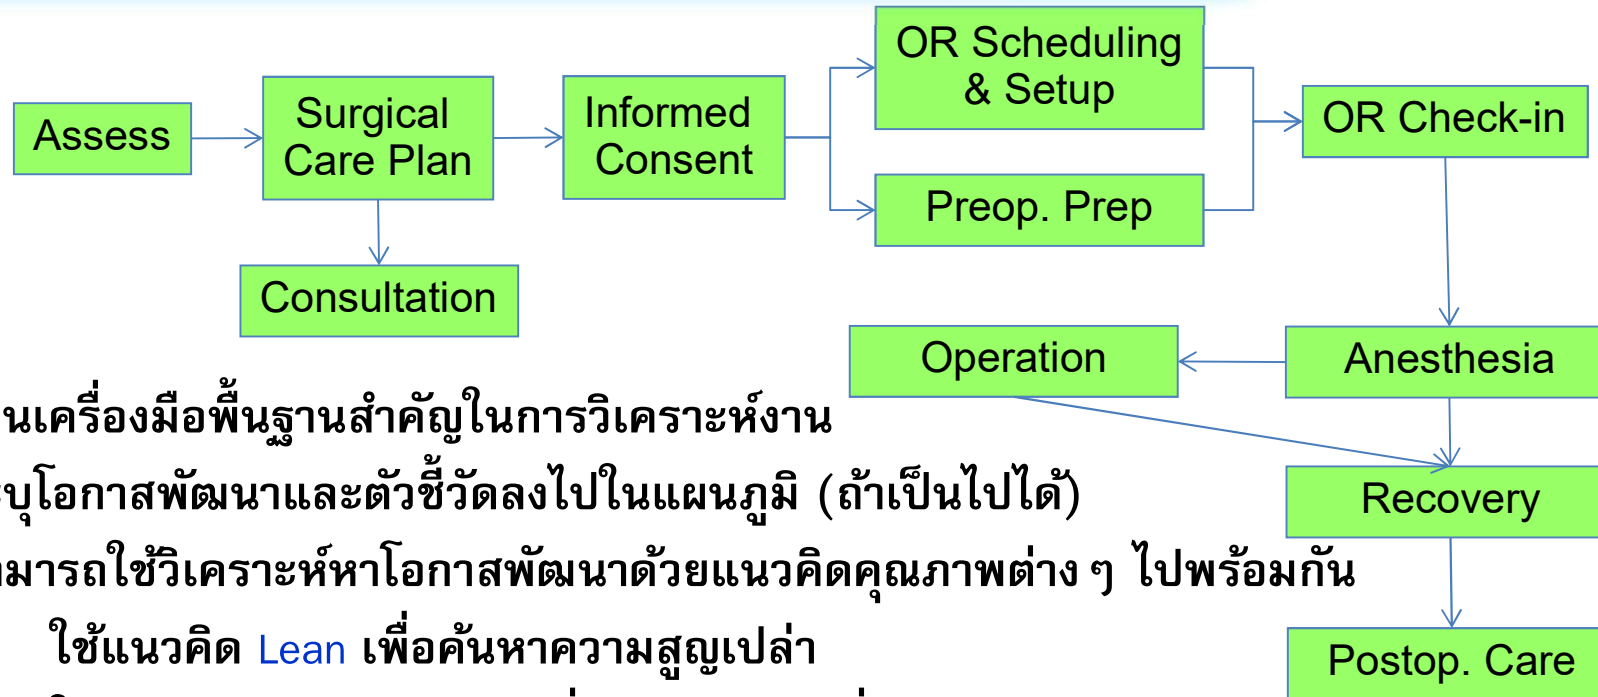 Assess
Surgical
Care Plan
Consultation
Informed
Consent
OR Scheduling
& Setup
Preop. Prep
OR Check-in
Anesthesia
Operation
Recovery
Postop. Care
นเครื่องมือพื้นฐานสำคัญในการวิเคราะห์งาน
ะบุโอกาสพัฒนาและตัวชี้วัดลงไปในแผนภูมิ (ถ้าเป็นไปได้)
ามารถใช้วิเคราะห์หาโอกาสพัฒนาด้วยแนวคิดคุณภาพต่าง ๆ ไปพร้อมกัน
ใช้แนวคิด Lean เพื่อค้นหาความสูญเปล่า